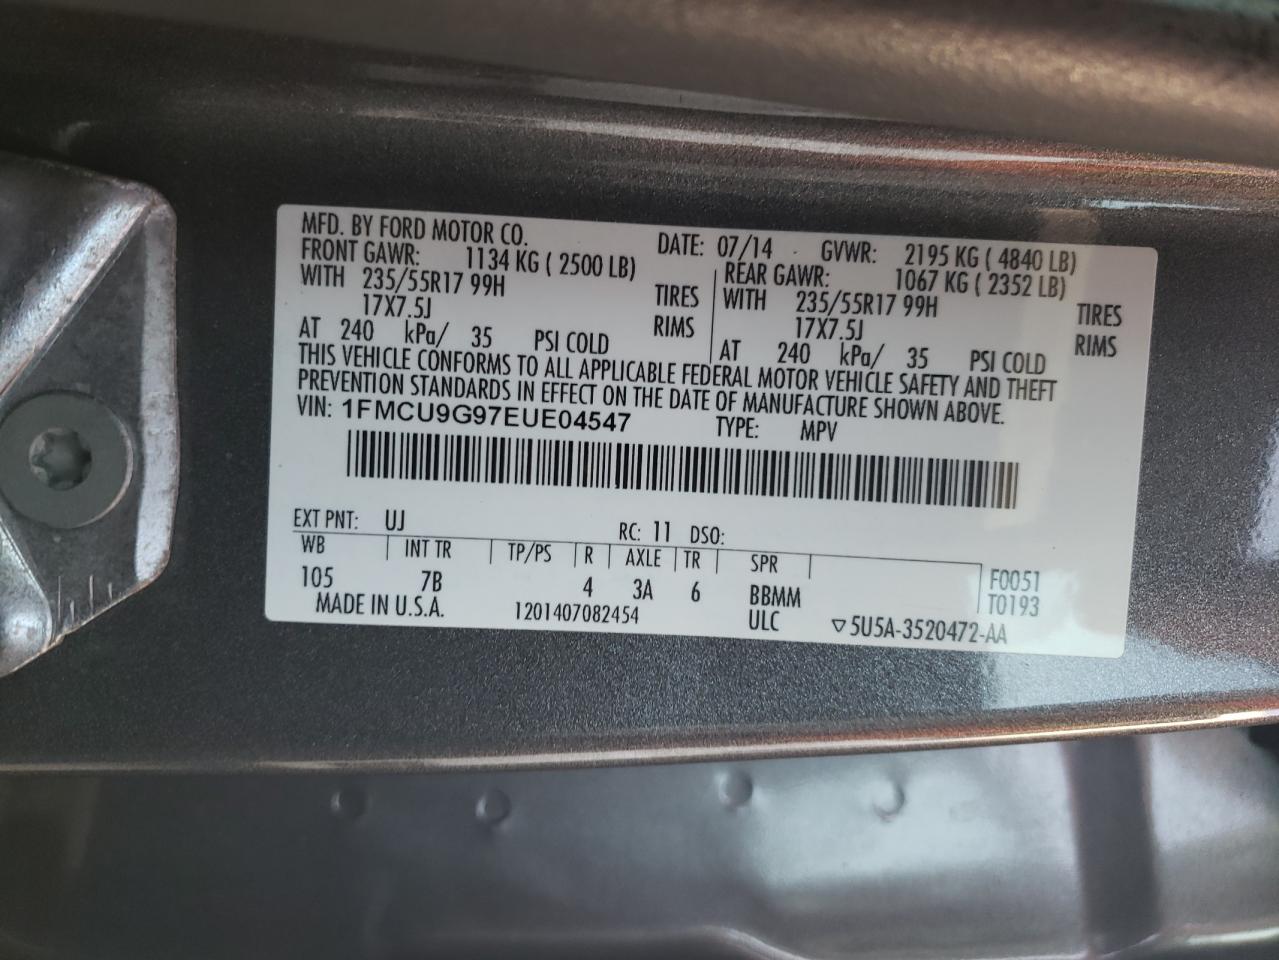 MFD. BY FORD MOTOR CO. DATE: 07/14 GVWR: 2195 KG ( 4840 LB)
FRONT GAWR: 1134 KG ( 2500 LB) REAR GAWR: 1067 KG ( 2352 LB)
WITH 235/55R17 99H TIRES WITH 235/55R17 99H TIRES
17X7.5J RIMS 17X7.5J RIMS
AT 240 kPa/ 35 PSI COLD AT 240 kPa/ 35 PSI COLD
THIS VEHICLE CONFORMS TO ALL APPLICABLE FEDERAL MOTOR VEHICLE SAFETY AND THEFT
PREVENTION STANDARDS IN EFFECT ON THE DATE OF MANUFACTURE SHOWN ABOVE.
VIN: 1FMCU9G97EUE04547 TYPE: MPV
EXT PNT: UJ RC: 11 DSO:
WB INT TR TP/PS R AXLE TR SPR
105 7B 4 3A 6 BBMM F0051
MADE IN U.S.A. 1201407082454 ULC T0193
▽5U5A-3520472-AA